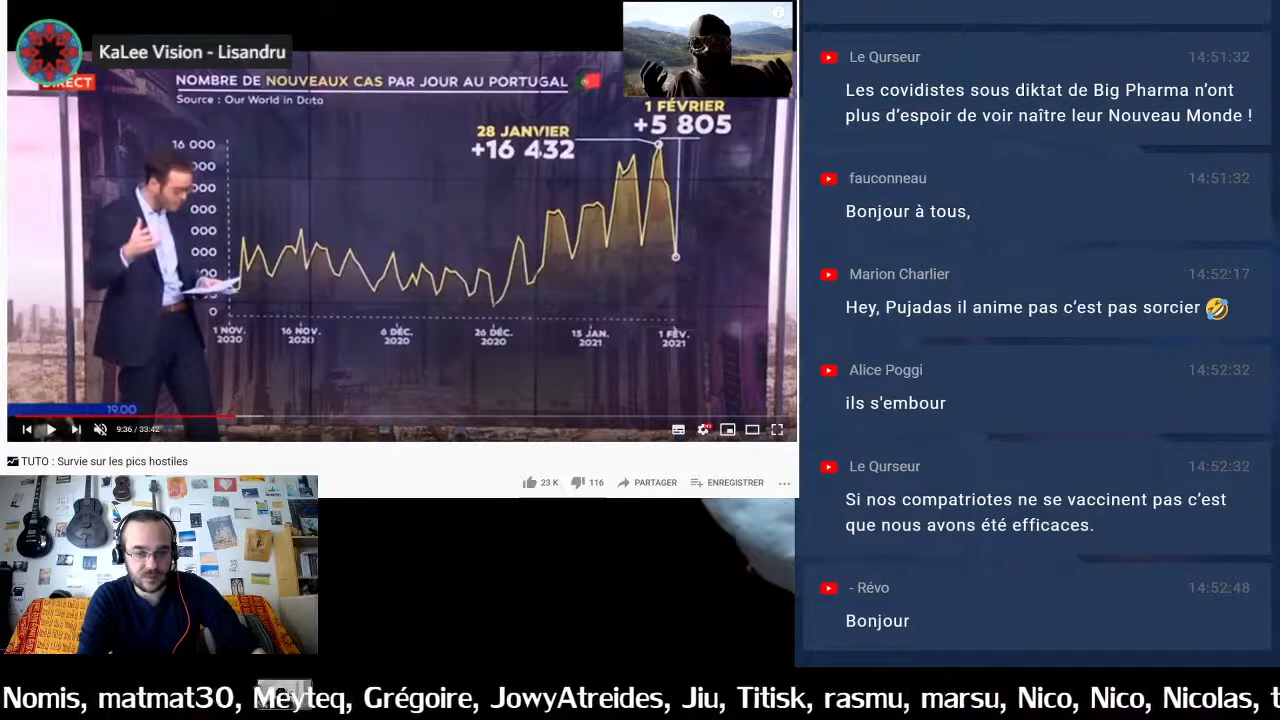 KaLee Vision - Lisandru
DIRECT
NOMBRE DE NOUVEAUX CAS PAR JOUR AU PORTUGAL
Source : Our World in Data
28 JANVIER
+16 432
1 FÉVRIER
+5 805
16 000
000
000
000
000
000
0
1 NOV.
2020
16 NOV.
2020
6 DÉC.
2020
26 DÉC.
2020
15 JAN.
2021
1 FÉV.
2021
19.00
9:36 / 33:42
TUTO : Survie sur les pics hostiles
23 K
116
PARTAGER
ENREGISTRER
Le Qurseur
14:51:32
Les covidistes sous diktat de Big Pharma n’ont
plus d’espoir de voir naître leur Nouveau Monde !
fauconneau
14:51:32
Bonjour à tous,
Marion Charlier
14:52:17
Hey, Pujadas il anime pas c’est pas sorcier 🤣
Alice Poggi
14:52:32
ils s'embour
Le Qurseur
14:52:32
Si nos compatriotes ne se vaccinent pas c’est
que nous avons été efficaces.
- Révo
14:52:48
Bonjour
Nomis, matmat30, Meyteq, Grégoire, JowyAtreides, Jiu, Titisk, rasmu, marsu, Nico, Nico, Nicolas, t